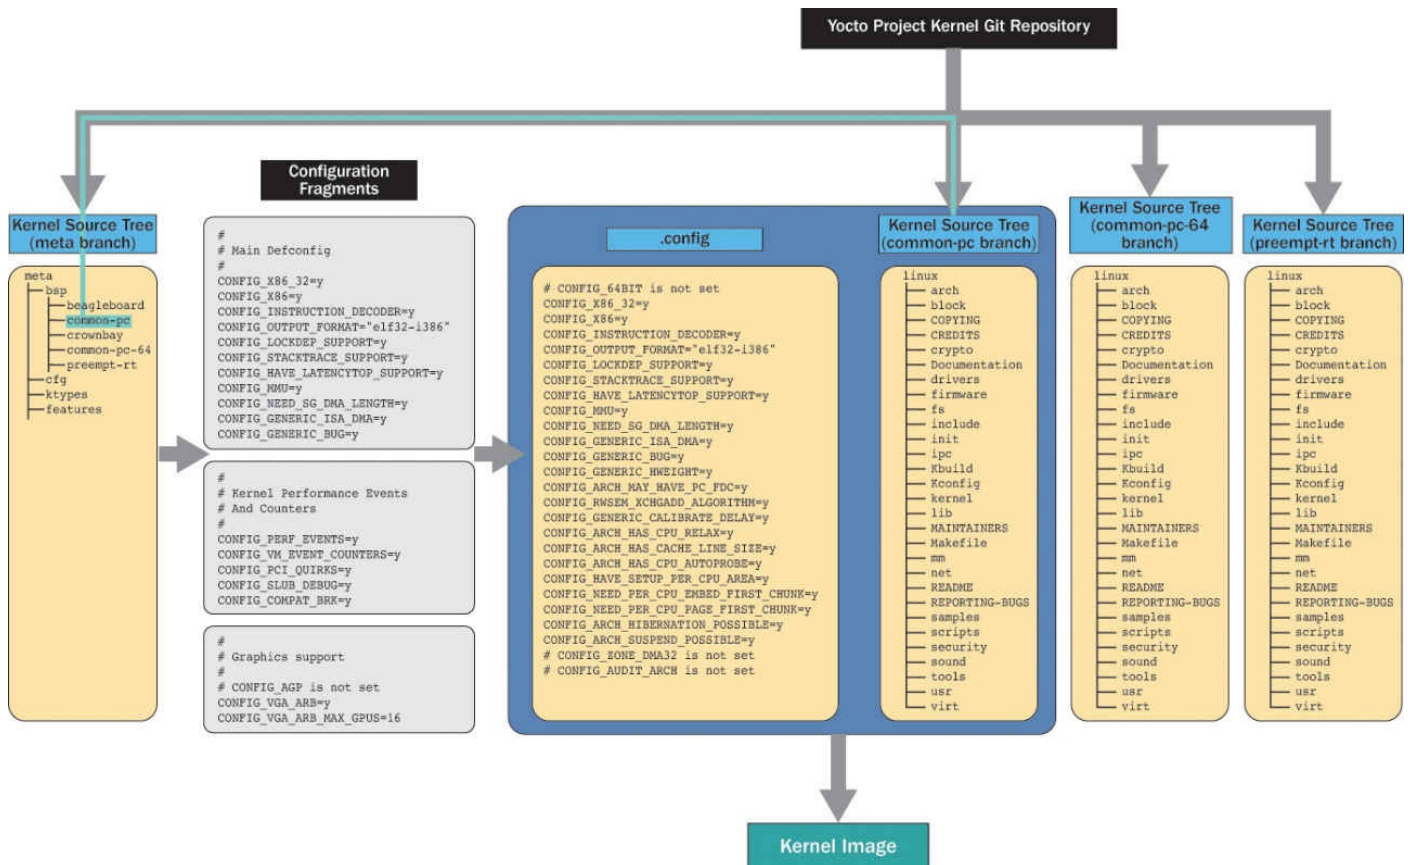 Yocto Project Kernel Git Repository
Configuration
Fragments
Kernel Source Tree
(meta branch)
meta
bsp
beagleboard
common-pc
crownbay
common-pc-64
preempt-rt
cfg
ktypes
features
#
# Main Defconfig
#
CONFIG_X86_32=y
CONFIG_X86=y
CONFIG_INSTRUCTION_DECODER=y
CONFIG_OUTPUT_FORMAT="elf32-i386"
CONFIG_LOCKDEP_SUPPORT=y
CONFIG_STACKTRACE_SUPPORT=y
CONFIG_HAVE_LATENCYTOP_SUPPORT=y
CONFIG_MMU=y
CONFIG_NEED_SG_DMA_LENGTH=y
CONFIG_GENERIC_ISA_DMA=y
CONFIG_GENERIC_BUG=y
#
# Kernel Performance Events
# And Counters
#
CONFIG_PERF_EVENTS=y
CONFIG_VM_EVENT_COUNTERS=y
CONFIG_PCI_QUIRKS=y
CONFIG_SLUB_DEBUG=y
CONFIG_COMPAT_BRK=y
#
# Graphics support
#
# CONFIG_AGP is not set
CONFIG_VGA_ARB=y
CONFIG_VGA_ARB_MAX_GPUS=16
.config
# CONFIG_64BIT is not set
CONFIG_X86_32=y
CONFIG_X86=y
CONFIG_INSTRUCTION_DECODER=y
CONFIG_OUTPUT_FORMAT="elf32-i386"
CONFIG_LOCKDEP_SUPPORT=y
CONFIG_STACKTRACE_SUPPORT=y
CONFIG_HAVE_LATENCYTOP_SUPPORT=y
CONFIG_MMU=y
CONFIG_NEED_SG_DMA_LENGTH=y
CONFIG_GENERIC_ISA_DMA=y
CONFIG_GENERIC_BUG=y
CONFIG_GENERIC_HWEIGHT=y
CONFIG_ARCH_MAY_HAVE_PC_FDC=y
CONFIG_RWSEM_XCHGADD_ALGORITHM=y
CONFIG_GENERIC_CALIBRATE_DELAY=y
CONFIG_ARCH_HAS_CPU_RELAX=y
CONFIG_ARCH_HAS_CACHE_LINE_SIZE=y
CONFIG_ARCH_HAS_CPU_AUTOPROBE=y
CONFIG_HAVE_SETUP_PER_CPU_AREA=y
CONFIG_NEED_PER_CPU_EMBED_FIRST_CHUNK=y
CONFIG_NEED_PER_CPU_PAGE_FIRST_CHUNK=y
CONFIG_ARCH_HIBERNATION_POSSIBLE=y
CONFIG_ARCH_SUSPEND_POSSIBLE=y
# CONFIG_ZONE_DMA32 is not set
# CONFIG_AUDIT_ARCH is not set
Kernel Source Tree
(common-pc branch)
linux
arch
block
COPYING
CREDITS
crypto
Documentation
drivers
firmware
fs
include
init
ipc
Kbuild
Kconfig
kernel
lib
MAINTAINERS
Makefile
mm
net
README
REPORTING-BUGS
samples
scripts
security
sound
tools
usr
virt
Kernel Source Tree
(common-pc-64
branch)
linux
arch
block
COPYING
CREDITS
crypto
Documentation
drivers
firmware
fs
include
init
ipc
Kbuild
Kconfig
kernel
lib
MAINTAINERS
Makefile
mm
net
README
REPORTING-BUGS
samples
scripts
security
sound
tools
usr
virt
Kernel Source Tree
(preempt-rt branch)
linux
arch
block
COPYING
CREDITS
crypto
Documentation
drivers
firmware
fs
include
init
ipc
Kbuild
Kconfig
kernel
lib
MAINTAINERS
Makefile
mm
net
README
REPORTING-BUGS
samples
scripts
security
sound
tools
usr
virt
Kernel Image